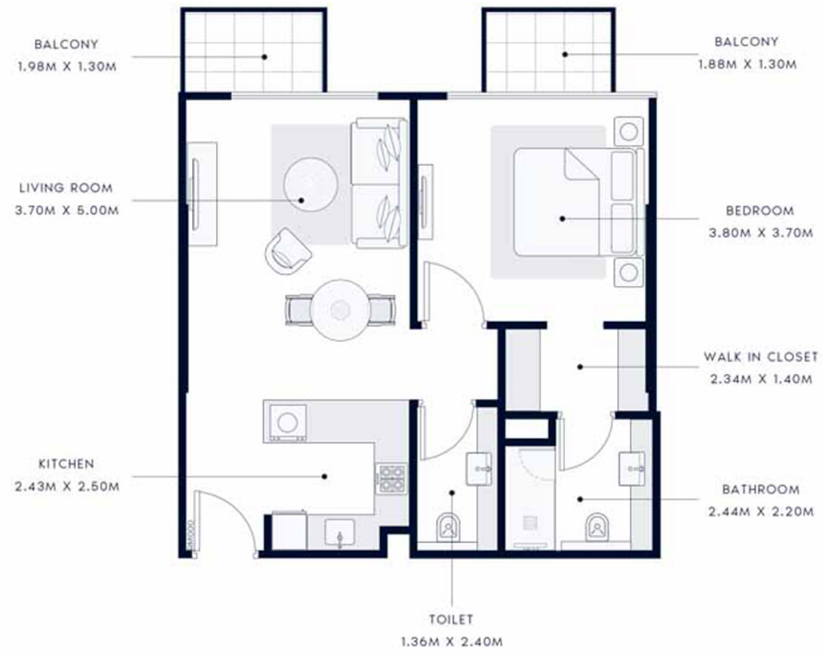 BALCONY
1.98M X 1.30M
BALCONY
1.88M X 1.30M
LIVING ROOM
3.70M X 5.00M
BEDROOM
3.80M X 3.70M
WALK IN CLOSET
2.34M X 1.40M
KITCHEN
2.43M X 2.50M
BATHROOM
2.44M X 2.20M
TOILET
1.36M X 2.40M